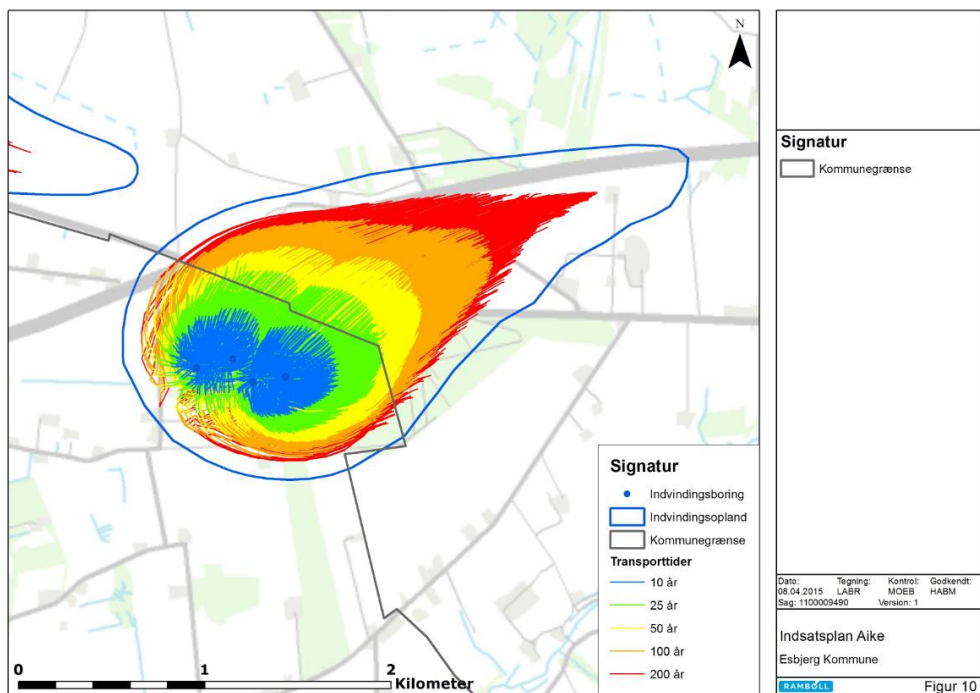 N
Signatur
Indvindingsboring
Indvindingsopland
Kommunegrænse
Transporttider
10 år
25 år
50 år
100 år
200 år
0 1 2
Kilometer
Signatur
Kommunegrænse
Dato: Tegning: Kontrol: Godkendt:
08.04.2015 LABR MOEB HABM
Sag: 1100009490 Version: 1
Indsatsplan Aike
Esbjerg Kommune
RAMBOLL Figur 10